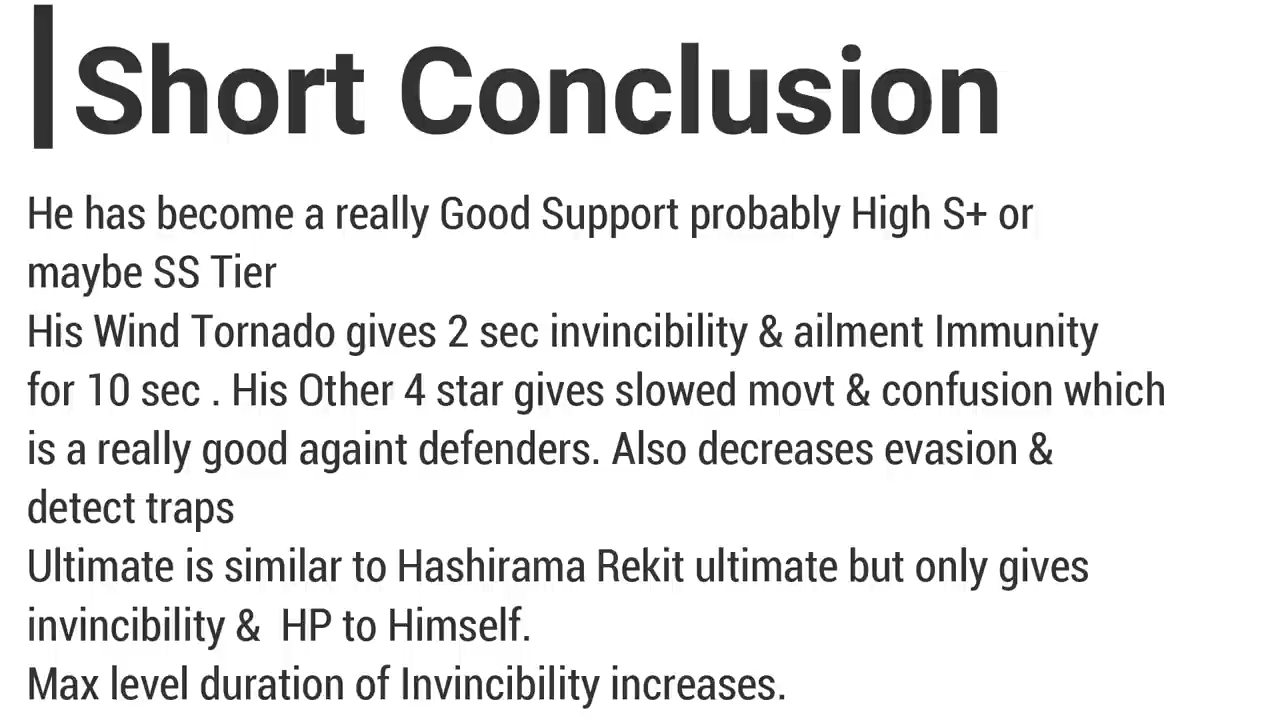 Short Conclusion
He has become a really Good Support probably High S+ or
maybe SS Tier
His Wind Tornado gives 2 sec invincibility & ailment Immunity
for 10 sec . His Other 4 star gives slowed movt & confusion which
is a really good againt defenders. Also decreases evasion &
detect traps
Ultimate is similar to Hashirama Rekit ultimate but only gives
invincibility &  HP to Himself.
Max level duration of Invincibility increases.